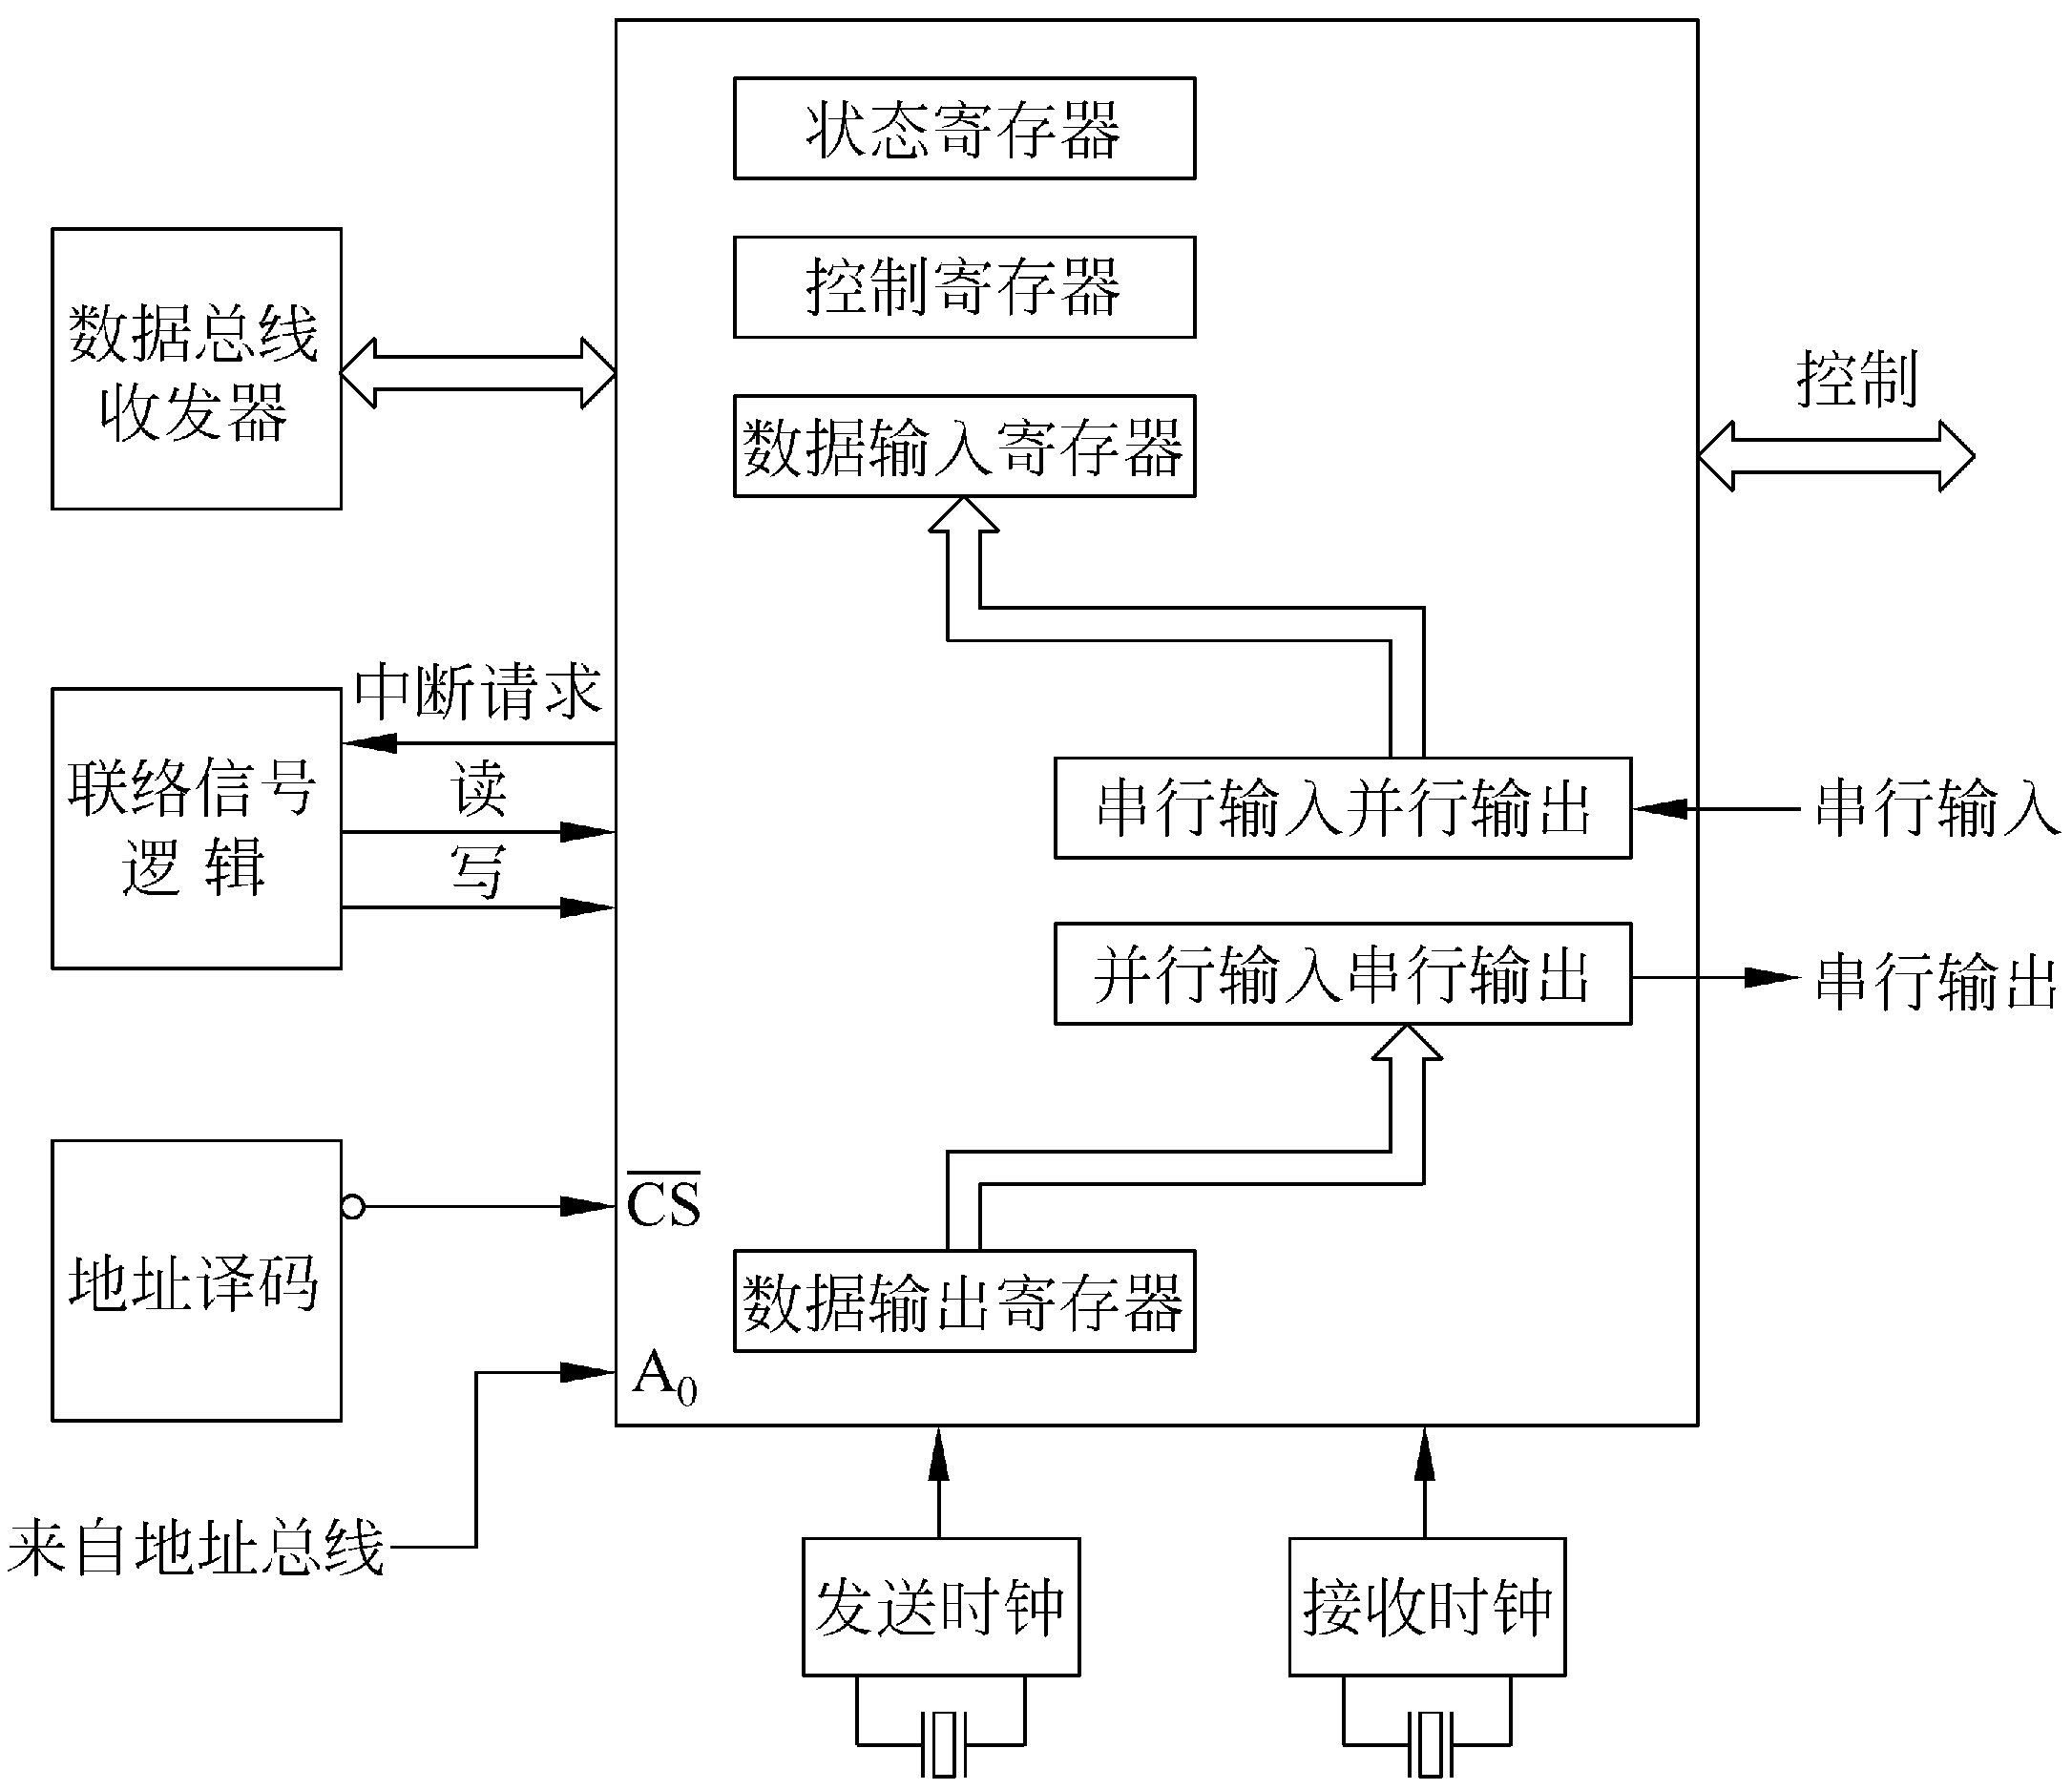 状态寄存器
控制寄存器
数据总线
收发器
控制
数据输入寄存器
中断请求
读
写
联络信号
逻 辑
串行输入并行输出
串行输入
并行输入串行输出
串行输出
C̅S̅
地址译码
数据输出寄存器
A₀
来自地址总线
发送时钟
接收时钟